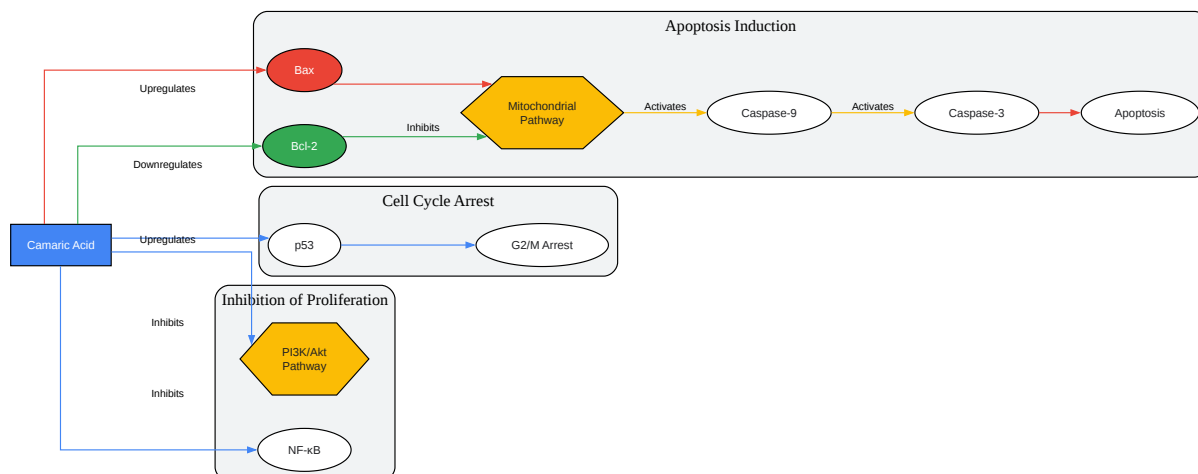 Apoptosis Induction
Bax
Upregulates
Mitochondrial
Pathway
Activates
Caspase-9
Activates
Caspase-3
Apoptosis
Inhibits
Bcl-2
Downregulates
Cell Cycle Arrest
Camaric Acid
Upregulates
p53
G2/M Arrest
Inhibition of Proliferation
Inhibits
PI3K/Akt
Pathway
Inhibits
NF-κB